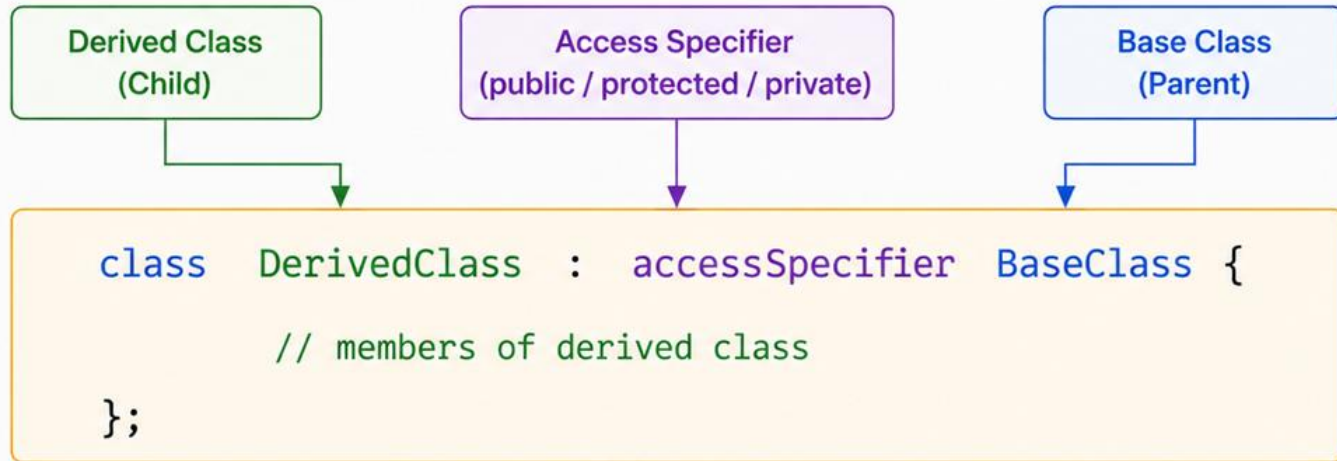 Derived Class
(Child)
Access Specifier
(public / protected / private)
Base Class
(Parent)
class DerivedClass : accessSpecifier BaseClass {
// members of derived class
};